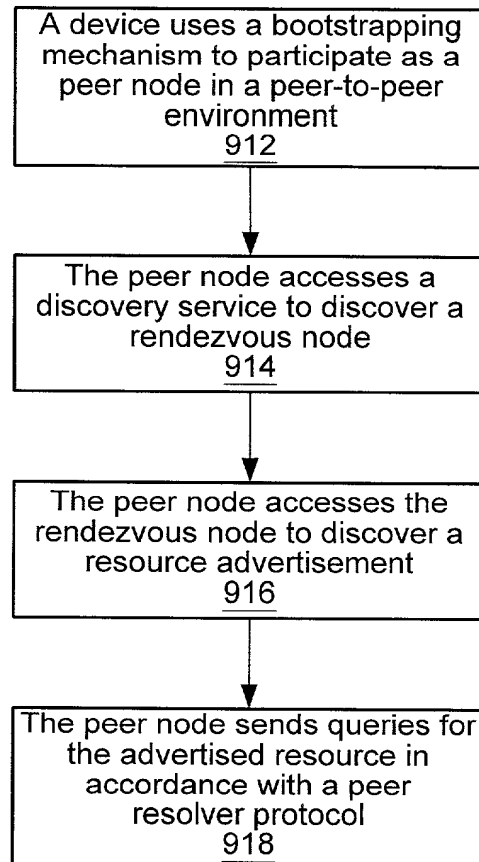 A device uses a bootstrapping
mechanism to participate as a
peer node in a peer-to-peer
environment
912
The peer node accesses a
discovery service to discover a
rendezvous node
914
The peer node accesses the
rendezvous node to discover a
resource advertisement
916
The peer node sends queries for
the advertised resource in
accordance with a peer
resolver protocol
918